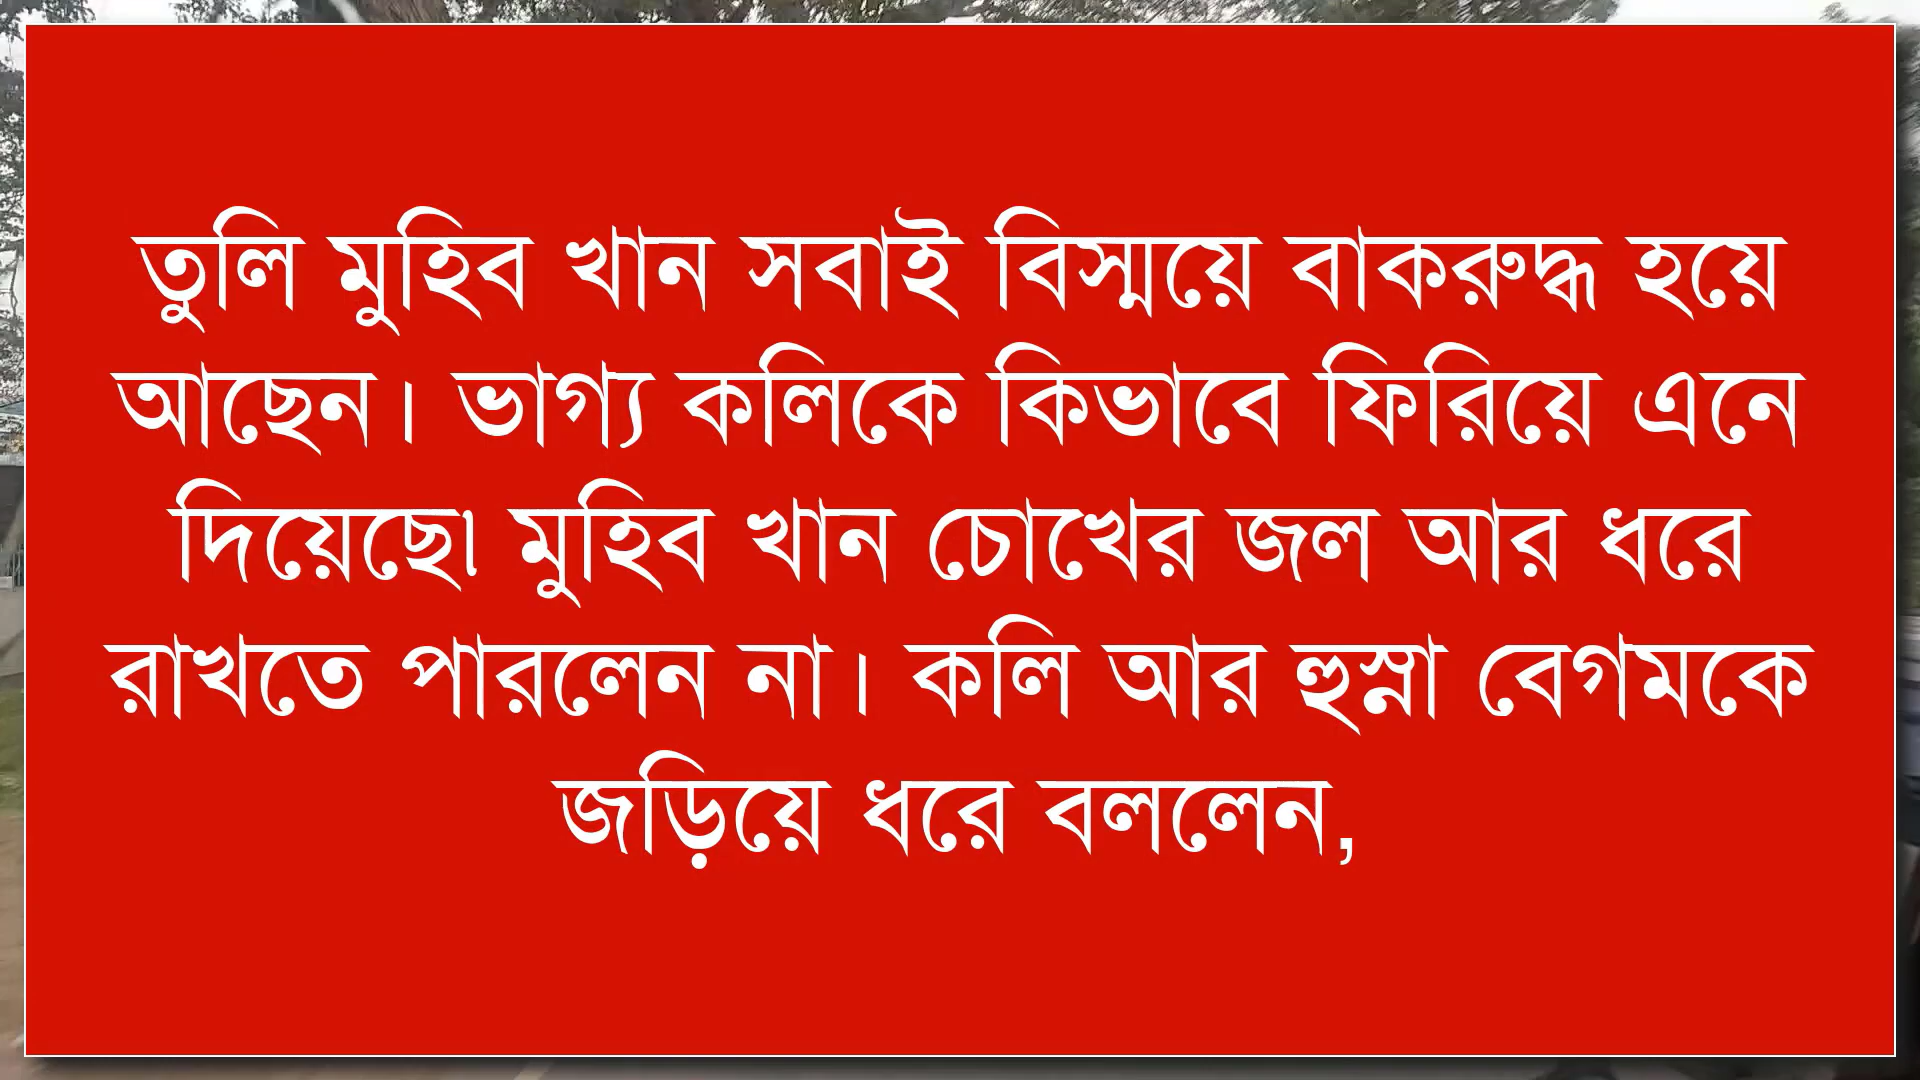 তুলি মুহিব খান সবাই বিস্ময়ে বাকরুদ্ধ হয়ে
আছেন। ভাগ্য কলিকে কিভাবে ফিরিয়ে এনে
দিয়েছে৷ মুহিব খান চোখের জল আর ধরে
রাখতে পারলেন না। কলি আর হুস্না বেগমকে
জড়িয়ে ধরে বললেন,